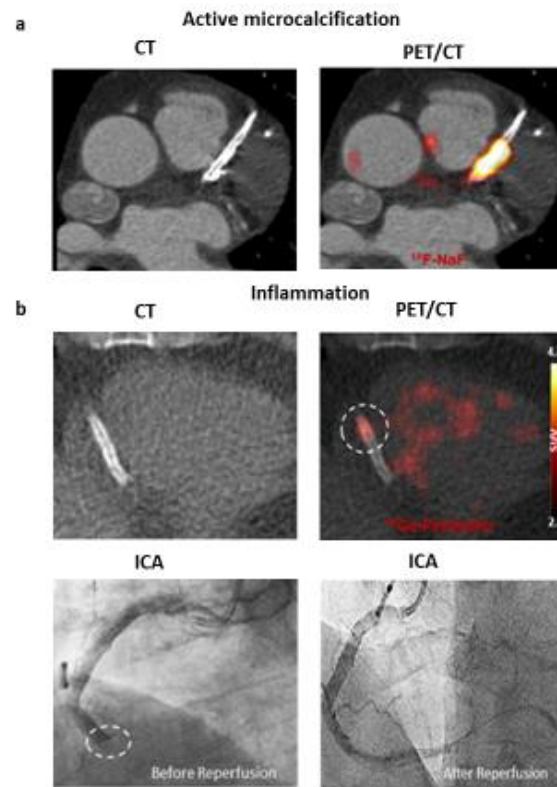 Active microcalcification
a
CT
PET/CT
¹⁸F-NaF
Inflammation
b
CT
PET/CT
SUV
ICA
ICA
Before Reperfusion
After Reperfusion